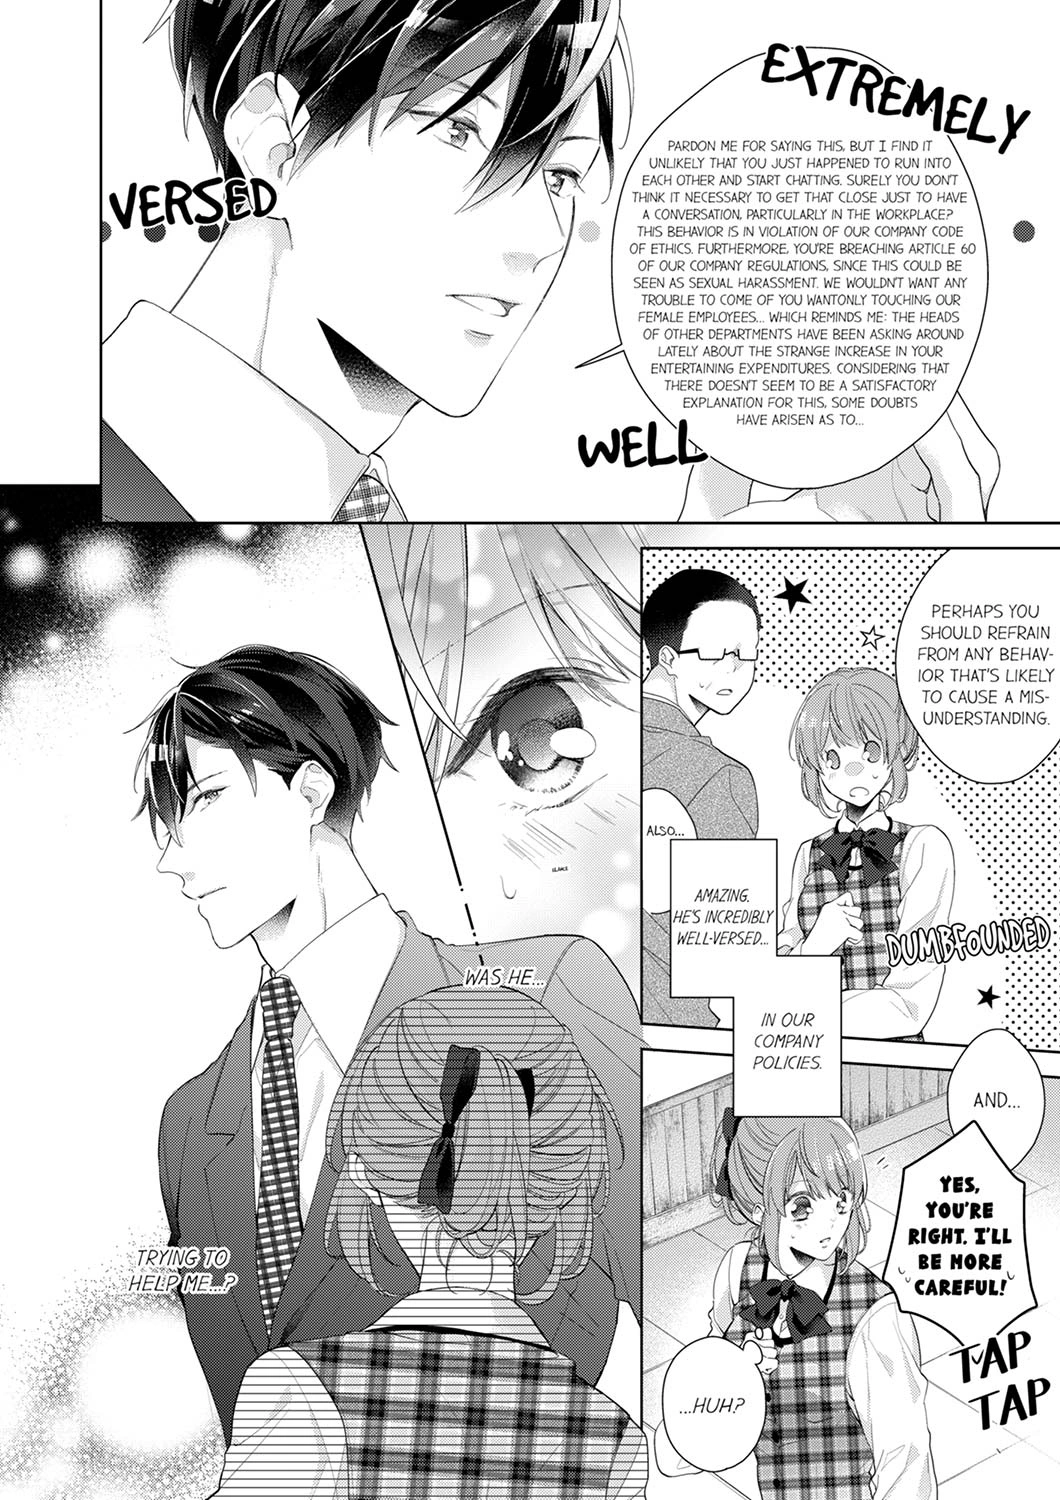 EXTREMELY
WELL
VERSED
PARDON ME FOR SAYING THIS, BUT I FIND IT
UNLIKELY THAT YOU JUST HAPPENED TO RUN INTO
EACH OTHER AND START CHATTING. SURELY YOU DON'T
THINK IT NECESSARY TO GET THAT CLOSE JUST TO HAVE
A CONVERSATION, PARTICULARLY IN THE WORKPLACE?
THIS BEHAVIOR IS IN VIOLATION OF OUR COMPANY CODE
OF ETHICS. FURTHERMORE, YOU'RE BREACHING ARTICLE 60
OF OUR COMPANY REGULATIONS, SINCE THIS COULD BE
SEEN AS SEXUAL HARASSMENT. WE WOULDN'T WANT ANY
TROUBLE TO COME OF YOU WANTONLY TOUCHING OUR
FEMALE EMPLOYEES... WHICH REMINDS ME: THE HEADS
OF OTHER DEPARTMENTS HAVE BEEN ASKING AROUND
LATELY ABOUT THE STRANGE INCREASE IN YOUR
ENTERTAINING EXPENDITURES. CONSIDERING THAT
THERE DOESN'T SEEM TO BE A SATISFACTORY
EXPLANATION FOR THIS, SOME DOUBTS
HAVE ARISEN AS TO...
PERHAPS YOU
SHOULD REFRAIN
FROM ANY BEHAV-
IOR THAT'S LIKELY
TO CAUSE A MIS-
UNDERSTANDING.
ALSO...
DUMBFOUNDED
AMAZING.
HE'S INCREDIBLY
WELL-VERSED...
IN OUR
COMPANY
POLICIES.
AND...
YES,
YOU'RE
RIGHT. I'LL
BE MORE
CAREFUL!
TAP
TAP
...HUH?
WAS HE...
TRYING TO
HELP ME...?